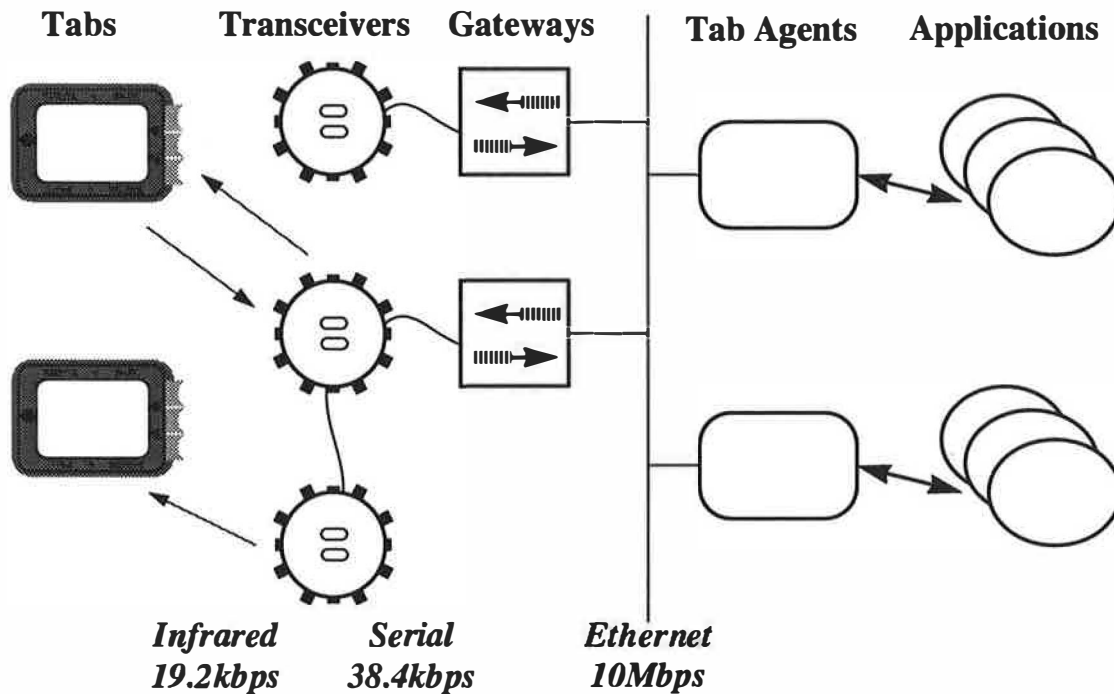 Tabs
Transceivers
Gateways
Tab Agents
Applications
Infrared
19.2kbps
Serial
38.4kbps
Ethernet
10Mbps